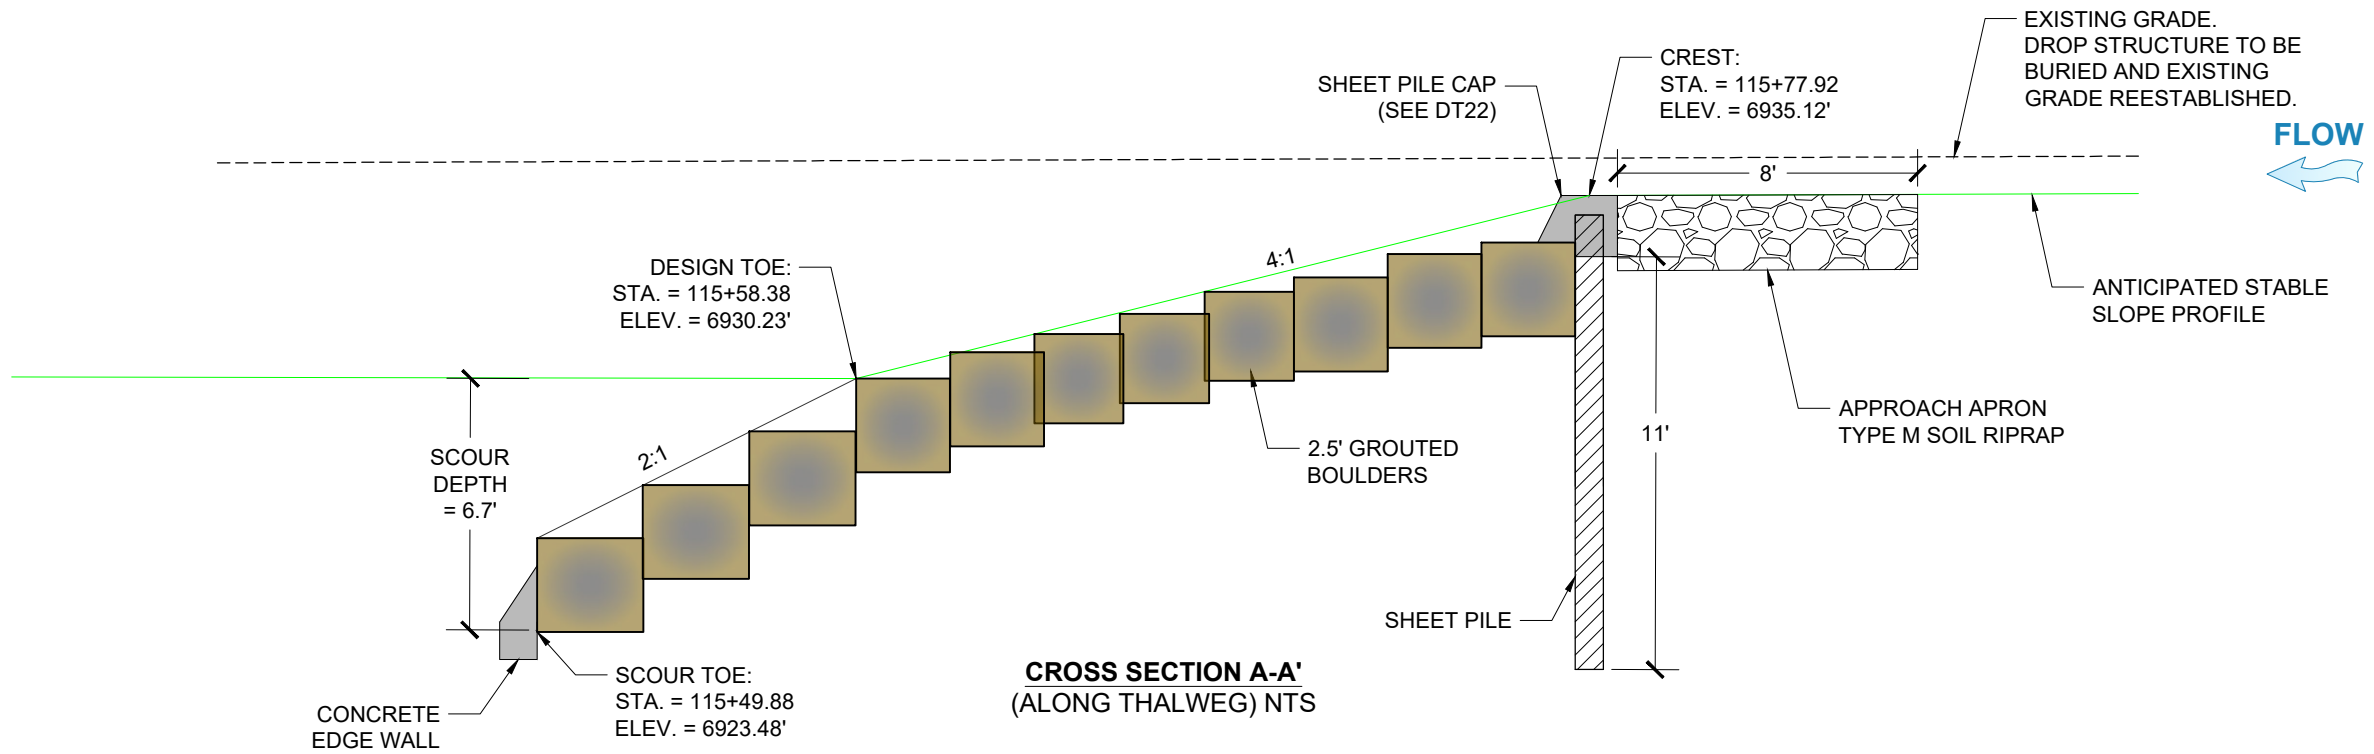 EXISTING GRADE.
DROP STRUCTURE TO BE
BURIED AND EXISTING
GRADE REESTABLISHED.
FLOW
CREST:
STA. = 115+77.92
ELEV. = 6935.12'
SHEET PILE CAP
(SEE DT22)
8'
4:1
DESIGN TOE:
STA. = 115+58.38
ELEV. = 6930.23'
ANTICIPATED STABLE
SLOPE PROFILE
APPROACH APRON
TYPE M SOIL RIPRAP
11'
2.5' GROUTED
BOULDERS
2:1
SCOUR
DEPTH
= 6.7'
SHEET PILE
SCOUR TOE:
STA. = 115+49.88
ELEV. = 6923.48'
CONCRETE
EDGE WALL
CROSS SECTION A-A'
(ALONG THALWEG) NTS